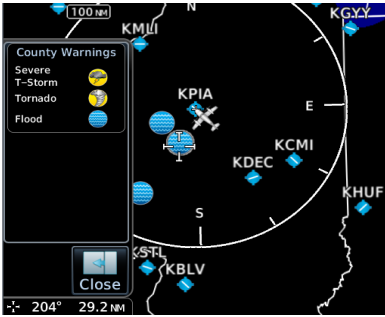 100 NM
N
KGYY
KMLI
County Warnings
Severe
T-Storm
Tornado
Flood
KPIA
E
T
KCMI
KDEC
KHUF
S
KSTL
KBLV
Close
204° 29.2 NM